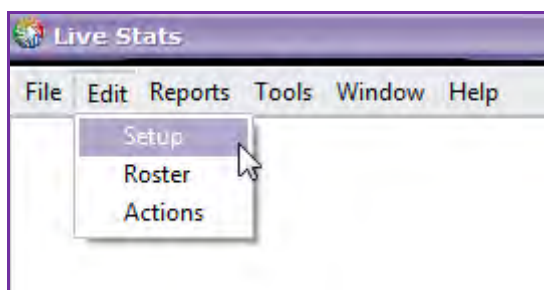 Live Stats
File Edit Reports Tools Window Help
Setup
Roster
Actions